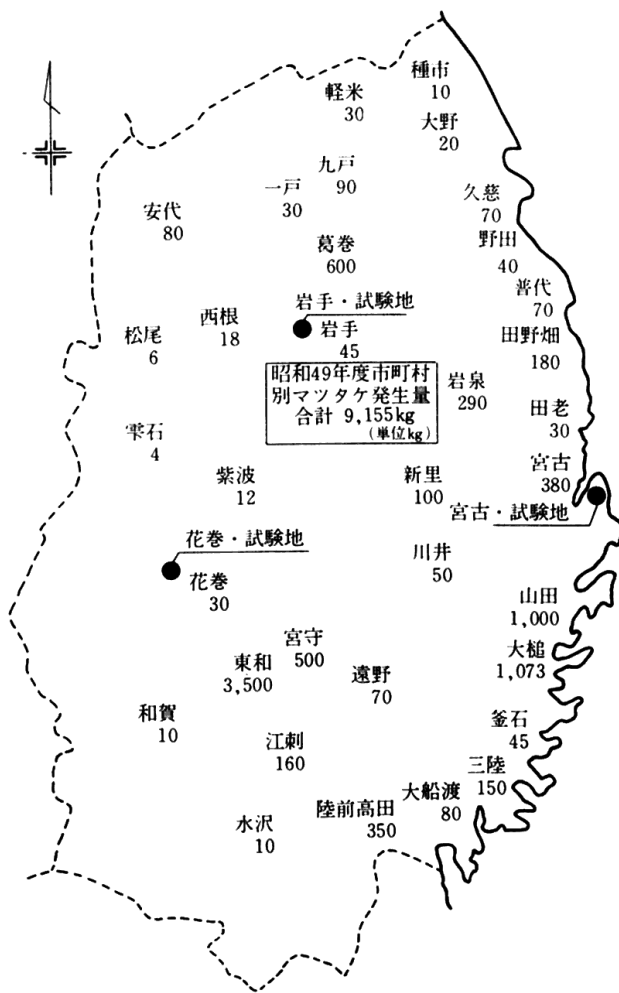 種市
10
軽米
30
大野
20
九戸
90
一戸
30
久慈
70
安代
80
野田
40
葛巻
600
普代
70
岩手・試験地
西根
18
岩手
45
松尾
6
田野畑
180
昭和49年度市町村
別マツタケ発生量
合計 9,155kg
(単位kg)
岩泉
290
田老
30
雫石
4
宮古
380
紫波
12
新里
100
宮古・試験地
花巻・試験地
川井
50
花巻
30
山田
1,000
宮守
500
大槌
1,073
東和
3,500
遠野
70
和賀
10
釜石
45
江刺
160
三陸
150
大船渡
80
陸前高田
350
水沢
10